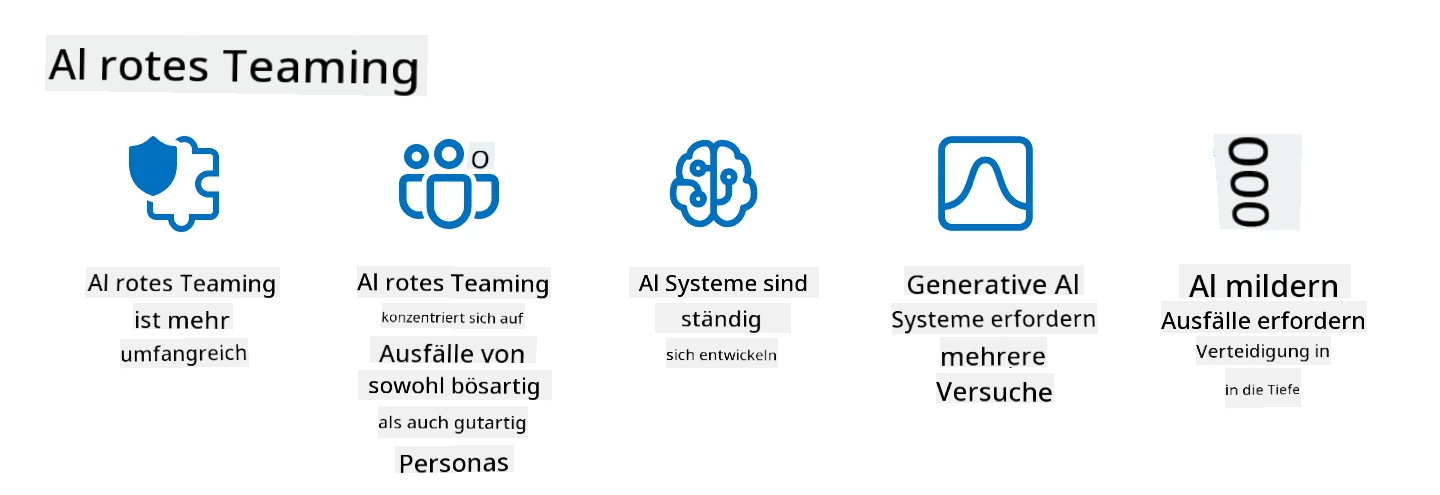 AI rotes Teaming
O
000
AI rotes Teaming
ist mehr
umfangreich
AI rotes Teaming
konzentriert sich auf
Ausfälle von
sowohl bösartig
als auch gutartig
Personas
AI Systeme sind
ständig
sich entwickeln
Generative AI
Systeme erfordern
mehrere
Versuche
AI mildern
Ausfälle erfordern
Verteidigung in
in die Tiefe